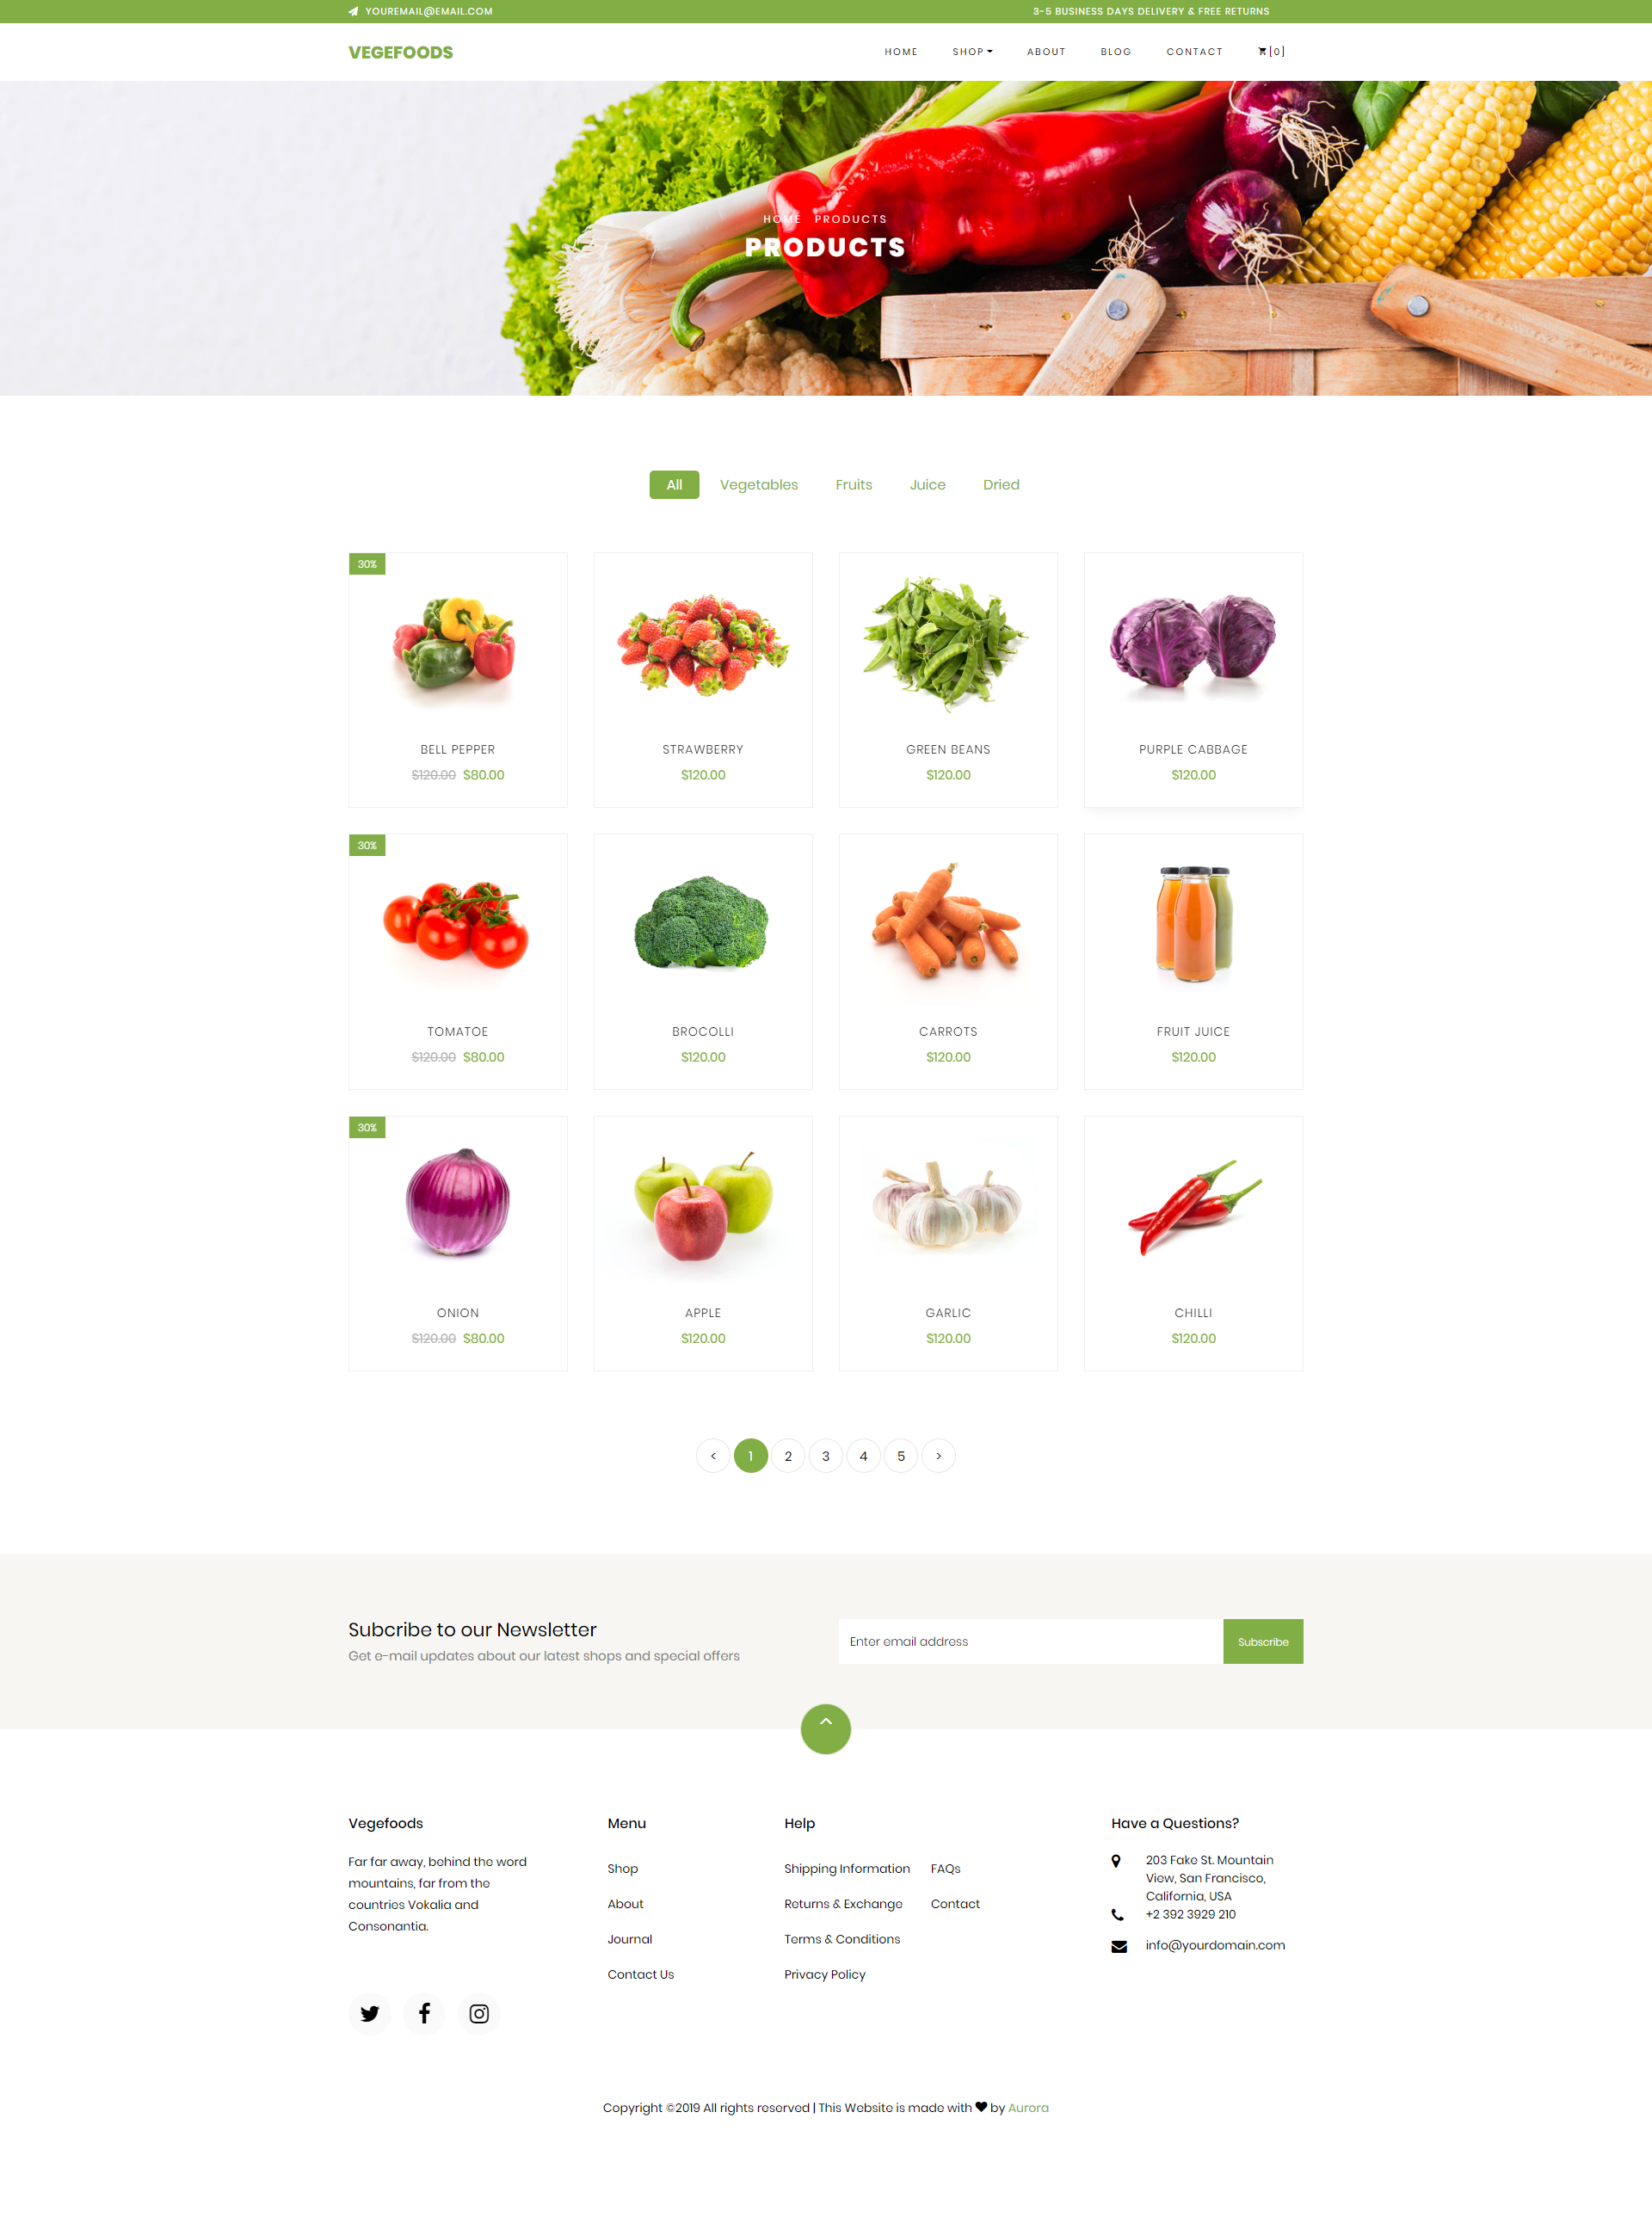 YOUREMAIL@EMAIL.COM
3-5 BUSINESS DAYS DELIVERY & FREE RETURNS
VEGEFOODS
HOME SHOP ABOUT BLOG CONTACT [0]
HOME PRODUCTS
PRODUCTS
All Vegetables Fruits Juice Dried
30%
BELL PEPPER
$120.00 $80.00
STRAWBERRY
$120.00
GREEN BEANS
$120.00
PURPLE CABBAGE
$120.00
30%
TOMATOE
$120.00 $80.00
BROCOLLI
$120.00
CARROTS
$120.00
FRUIT JUICE
$120.00
30%
ONION
$120.00 $80.00
APPLE
$120.00
GARLIC
$120.00
CHILLI
$120.00
< 1 2 3 4 5 >
Subcribe to our Newsletter
Get e-mail updates about our latest shops and special offers
Enter email address
Subscribe
Vegefoods
Far far away, behind the word
mountains, far from the
countries Vokalia and
Consonantia.
Menu
Shop
About
Journal
Contact Us
Help
Shipping Information
Returns & Exchange
Terms & Conditions
Privacy Policy
FAQs
Contact
Have a Questions?
203 Fake St. Mountain
View, San Francisco,
California, USA
+2 392 3929 210
info@yourdomain.com
Copyright ©2019 All rights reserved | This Website is made with ♥ by Aurora